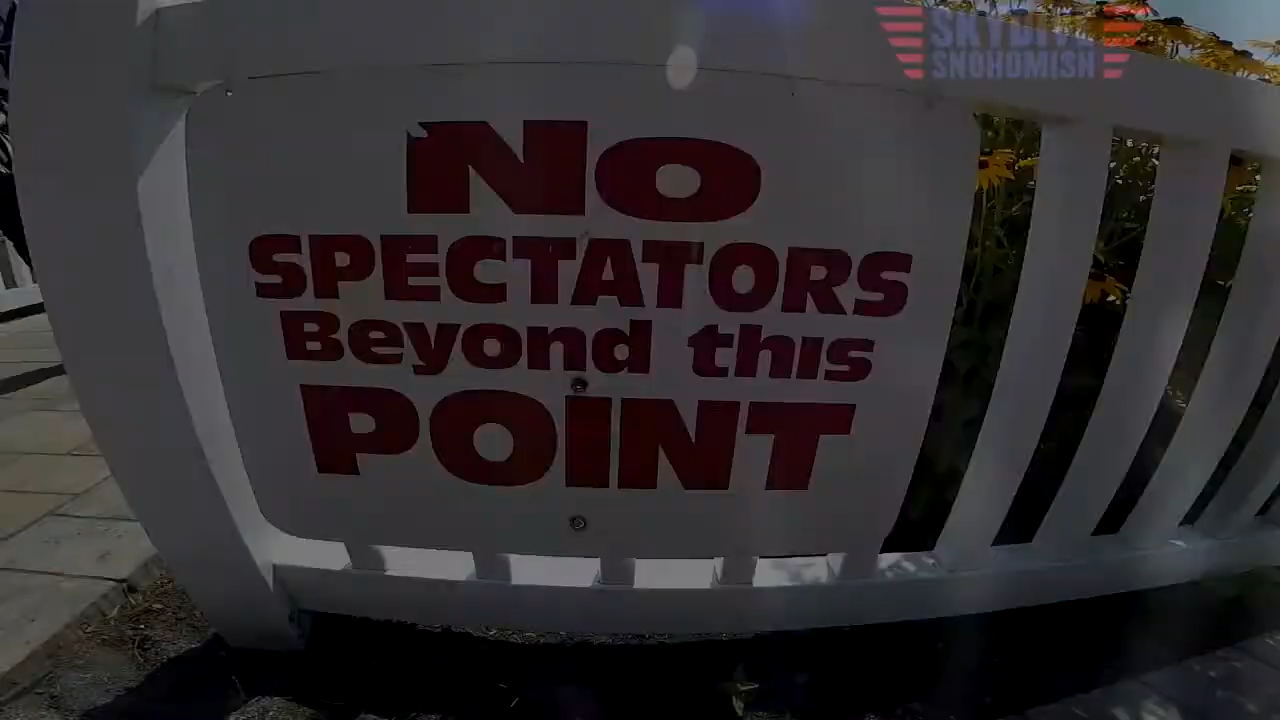 SKYDIVE
SNOHOMISH
NO
SPECTATORS
Beyond this
POINT